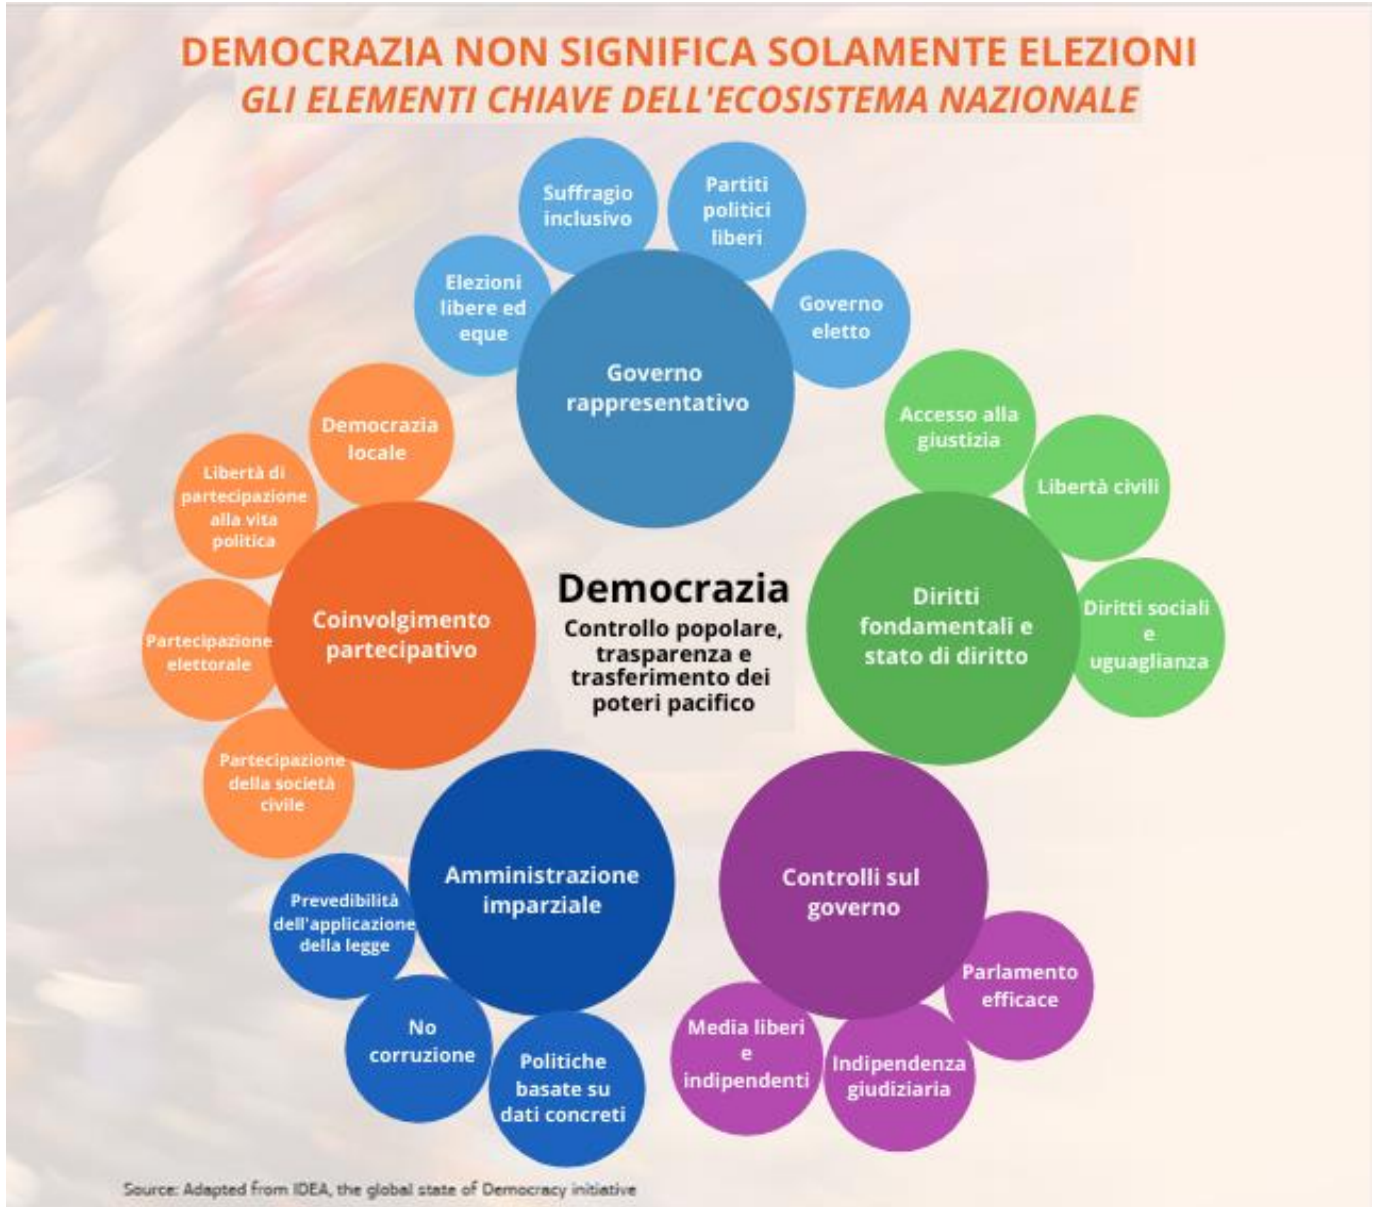 DEMOCRAZIA NON SIGNIFICA SOLAMENTE ELEZIONI
GLI ELEMENTI CHIAVE DELL'ECOSISTEMA NAZIONALE
Suffragio
inclusivo
Partiti
politici
liberi
Elezioni
libere ed
eque
Governo
eletto
Governo
rappresentativo
Democrazia
locale
Libertà di
partecipazione
alla vita
politica
Partecipazione
elettorale
Partecipazione
della società
civile
Coinvolgimento
partecipativo
Democrazia
Controllo popolare,
trasparenza e
trasferimento dei
poteri pacifico
Accesso alla
giustizia
Libertà civili
Diritti sociali
e
uguaglianza
Diritti
fondamentali e
stato di diritto
Amministrazione
imparziale
Prevedibilità
dell'applicazione
della legge
No
corruzione
Politiche
basate su
dati concreti
Controlli sul
governo
Parlamento
efficace
Media liberi
e
indipendenti
Indipendenza
giudiziaria
Source: Adapted from IDEA, the global state of Democracy initiative